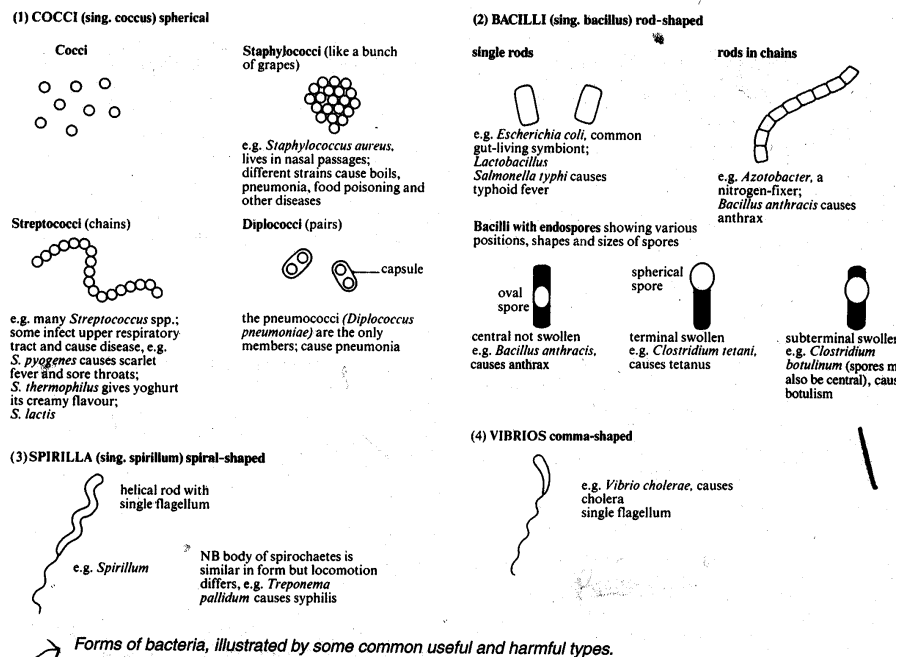 (1) COCCI (sing. coccus) spherical
Cocci
Staphylococci (like a bunch
of grapes)
e.g. Staphylococcus aureus,
lives in nasal passages;
different strains cause boils,
pneumonia, food poisoning and
other diseases
Streptococci (chains)
e.g. many Streptococcus spp.;
some infect upper respiratory
tract and cause disease, e.g.
S. pyogenes causes scarlet
fever and sore throats;
S. thermophilus gives yoghurt
its creamy flavour;
S. lactis
Diplococci (pairs)
capsule
the pneumococci (Diplococcus
pneumoniae) are the only
members; cause pneumonia
(2) BACILLI (sing. bacillus) rod-shaped
single rods
e.g. Escherichia coli, common
gut-living symbiont;
Lactobacillus
Salmonella typhi causes
typhoid fever
rods in chains
e.g. Azotobacter, a
nitrogen-fixer;
Bacillus anthracis causes
anthrax
Bacilli with endospores showing various
positions, shapes and sizes of spores
oval
spore
central not swollen
e.g. Bacillus anthracis,
causes anthrax
spherical
spore
terminal swollen
e.g. Clostridium tetani,
causes tetanus
subterminal swollen
e.g. Clostridium
botulinum (spores m
also be central), caus
botulism
(3) SPIRILLA (sing. spirillum) spiral-shaped
helical rod with
single flagellum
e.g. Spirillum
NB body of spirochaetes is
similar in form but locomotion
differs, e.g. Treponema
pallidum causes syphilis
(4) VIBRIOS comma-shaped
e.g. Vibrio cholerae, causes
cholera
single flagellum
Forms of bacteria, illustrated by some common useful and harmful types.